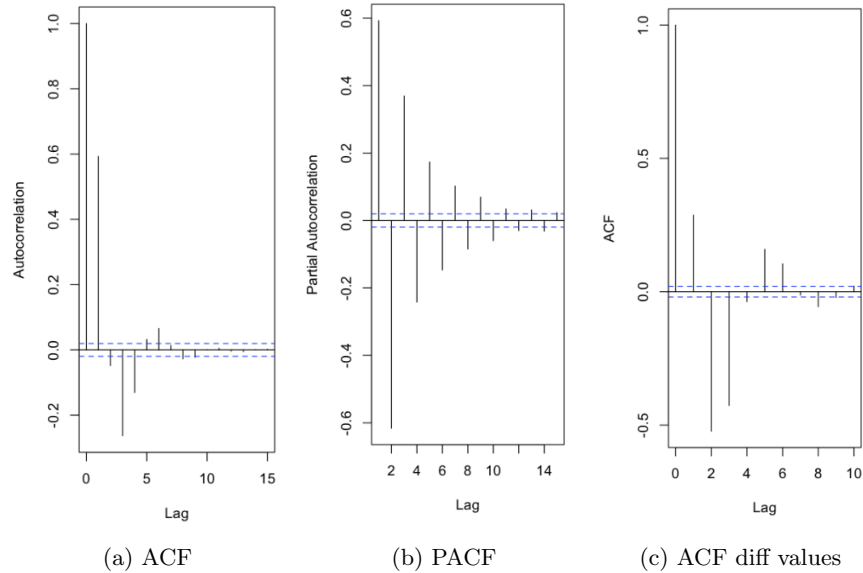 Autocorrelation
1.0
0.8
0.6
0.4
0.2
0.0
-0.2
0 5 10 15
Lag
(a) ACF
Partial Autocorrelation
0.6
0.4
0.2
0.0
-0.2
-0.4
-0.6
2 4 6 8 10 14
Lag
(b) PACF
ACF
1.0
0.5
0.0
-0.5
0 2 4 6 8 10
Lag
(c) ACF diff values